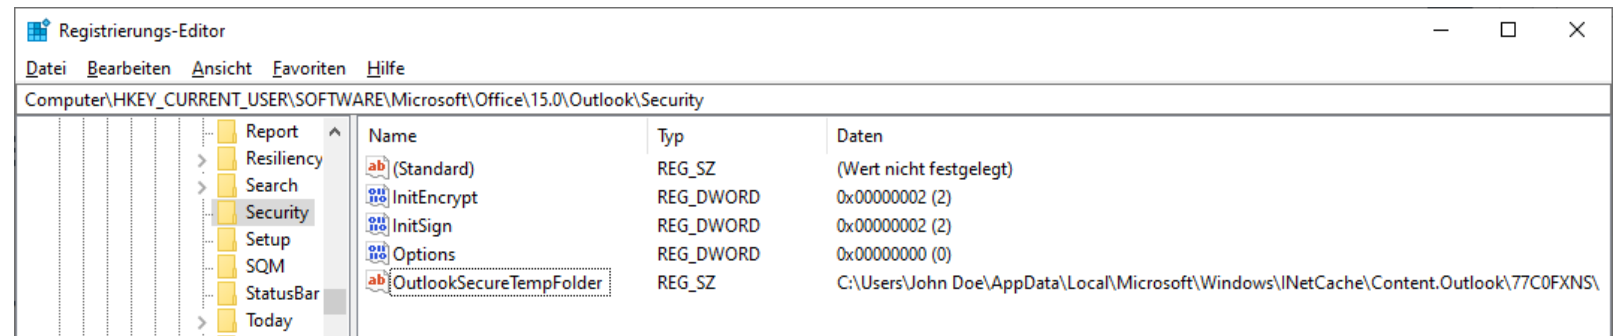 Registrierungs-Editor
Datei Bearbeiten Ansicht Favoriten Hilfe
Computer\HKEY_CURRENT_USER\SOFTWARE\Microsoft\Office\15.0\Outlook\Security
Report
Resiliency
Search
Security
Setup
SQM
StatusBar
Today
Name Typ Daten
(Standard) REG_SZ (Wert nicht festgelegt)
InitEncrypt REG_DWORD 0x00000002 (2)
InitSign REG_DWORD 0x00000002 (2)
Options REG_DWORD 0x00000000 (0)
OutlookSecureTempFolder REG_SZ C:\Users\John Doe\AppData\Local\Microsoft\Windows\INetCache\Content.Outlook\77C0FXNS\